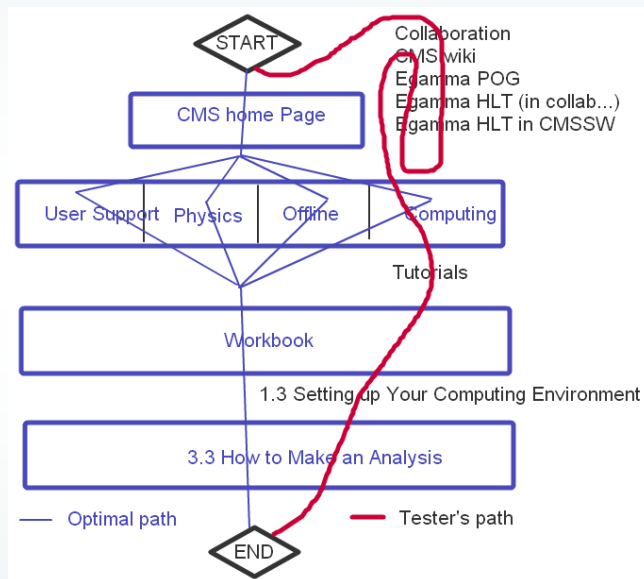 START
Collaboration
CMS wiki
Egamma POG
Egamma HLT (in collab...)
Egamma HLT in CMSSW
CMS home Page
User Support Physics Offline Computing
Tutorials
Workbook
1.3 Setting up Your Computing Environment
3.3 How to Make an Analysis
Optimal path Tester's path
END